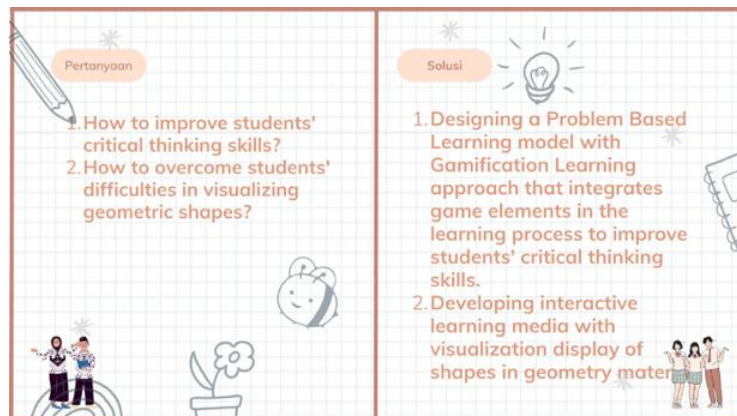 Pertanyaan
1. How to improve students'
critical thinking skills?
2. How to overcome students'
difficulties in visualizing
geometric shapes?
Solusi
1. Designing a Problem Based
Learning model with
Gamification Learning
approach that integrates
game elements in the
learning process to improve
students' critical thinking
skills.
2. Developing interactive
learning media with
visualization display of
shapes in geometry